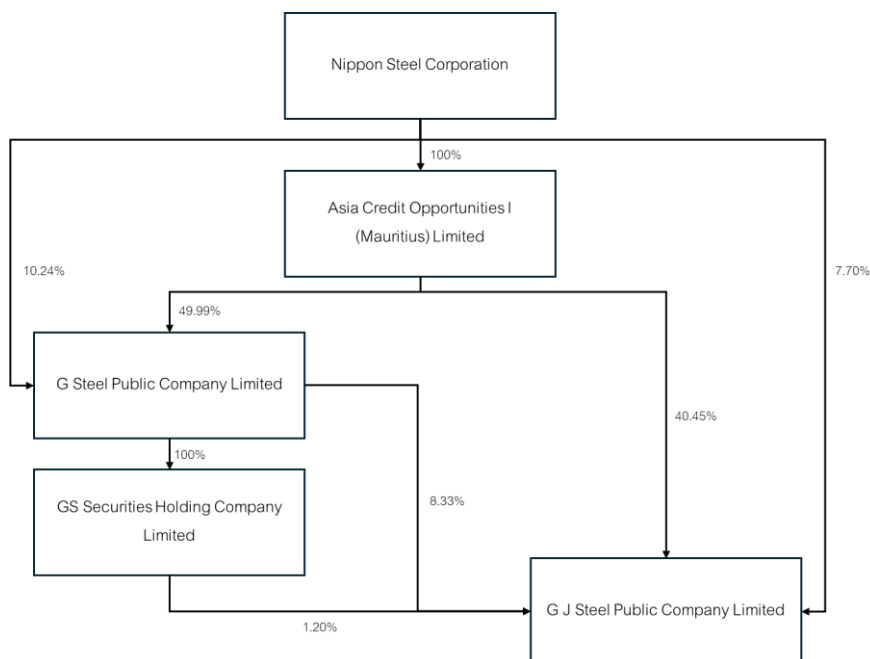 Nippon Steel Corporation
100%
Asia Credit Opportunities I
(Mauritius) Limited
10.24%
7.70%
49.99%
G Steel Public Company Limited
40.45%
100%
8.33%
GS Securities Holding Company
Limited
G J Steel Public Company Limited
1.20%